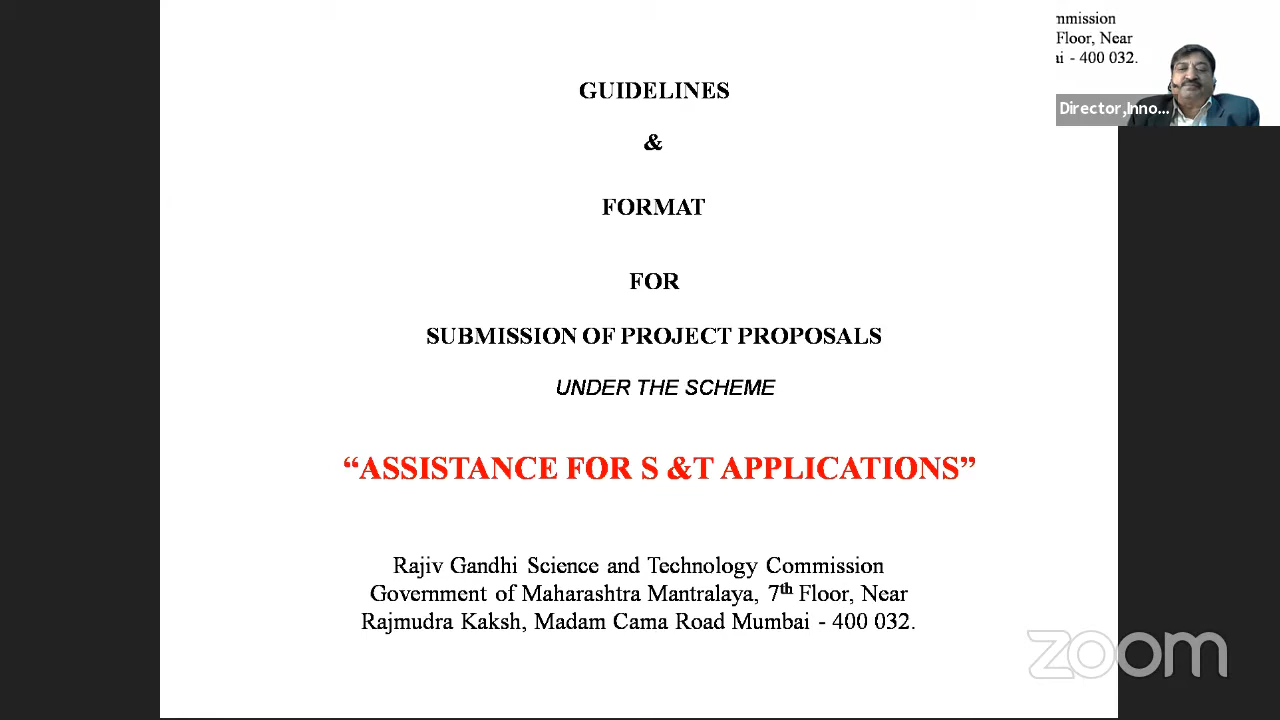 GUIDELINES
&
FORMAT
FOR
SUBMISSION OF PROJECT PROPOSALS
UNDER THE SCHEME
“ASSISTANCE FOR S &T APPLICATIONS”
Rajiv Gandhi Science and Technology Commission
Government of Maharashtra Mantralaya, 7th Floor, Near
Rajmudra Kaksh, Madam Cama Road Mumbai - 400 032.
nmission
Floor, Near
ai - 400 032.
Director,Inno...
zoom